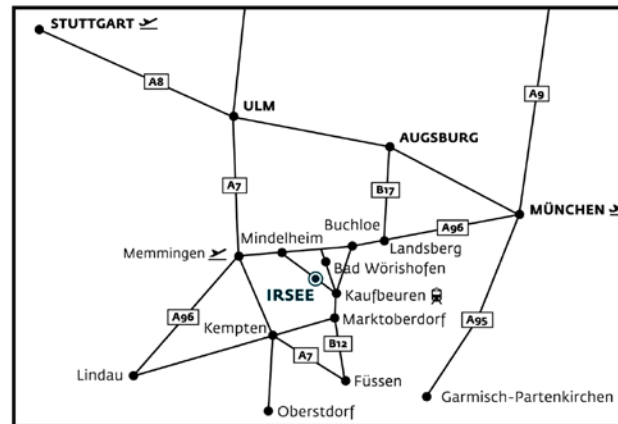 STUTTGART
A8
A9
ULM
AUGSBURG
A7
B17
Buchloe
A96
MÜNCHEN
Mindelheim
Landsberg
Memmingen
Bad Wörishofen
IRSEE
Kaufbeuren
A96
Kempten
Marktoberdorf
A95
B12
A7
Lindau
Füssen
Garmisch-Partenkirchen
Oberstdorf